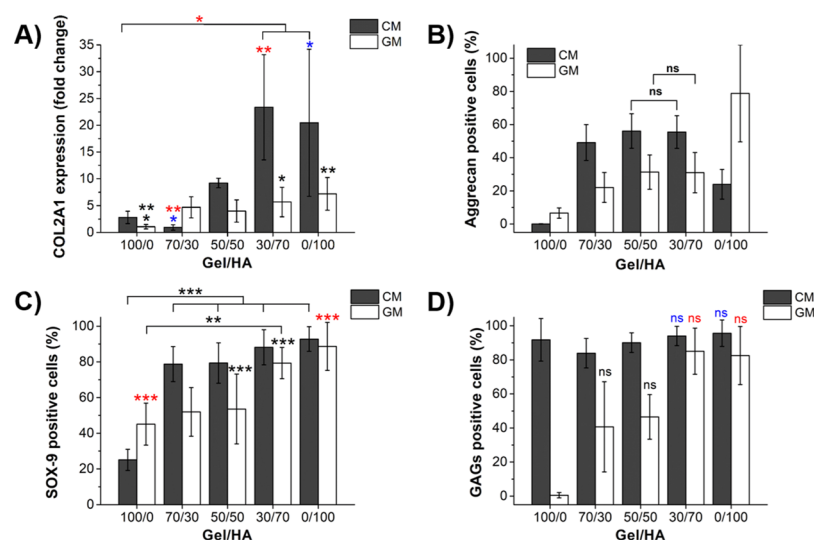 A)
*
CM
GM
COL2A1 expression (fold change)
35
30
25
20
15
10
5
0
** * ** * ** * * **
100/0 70/30 50/50 30/70 0/100
Gel/HA
B)
CM
GM
Aggrecan positive cells (%)
100
80
60
40
20
0
ns
ns
100/0 70/30 50/50 30/70 0/100
Gel/HA
C)
CM
GM
SOX-9 positive cells (%)
100
80
60
40
20
0
***
**
*** *** *** ***
100/0 70/30 50/50 30/70 0/100
Gel/HA
D)
CM
GM
GAGs positive cells (%)
100
80
60
40
20
0
ns ns ns ns
ns ns
100/0 70/30 50/50 30/70 0/100
Gel/HA